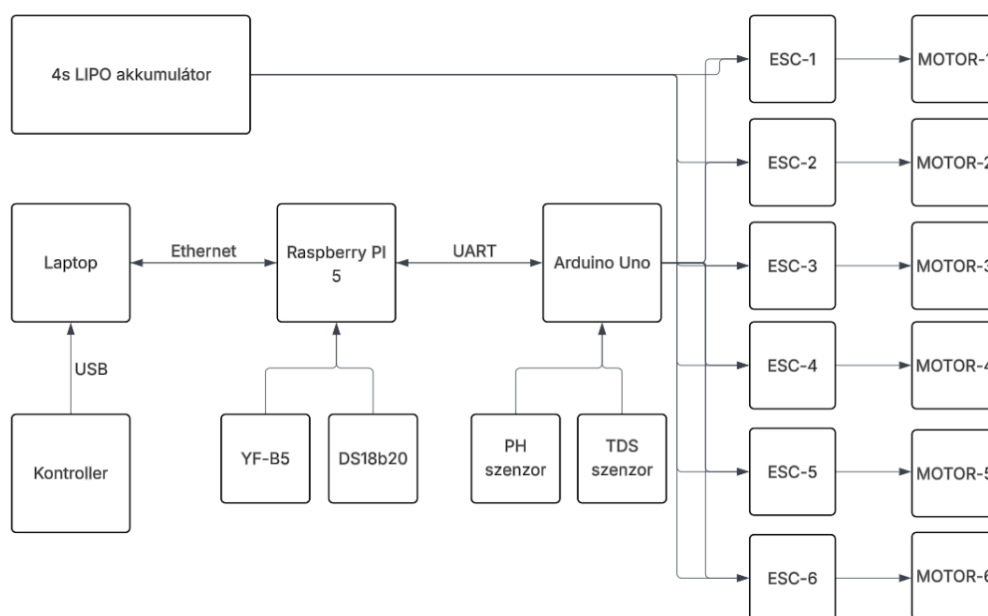 4s LIPO akkumulátor
ESC-1
MOTOR-1
ESC-2
MOTOR-2
Laptop
Ethernet
Raspberry PI
5
UART
Arduino Uno
ESC-3
MOTOR-3
USB
ESC-4
MOTOR-4
Kontroller
YF-B5
DS18b20
PH
szenzor
TDS
szenzor
ESC-5
MOTOR-5
ESC-6
MOTOR-6